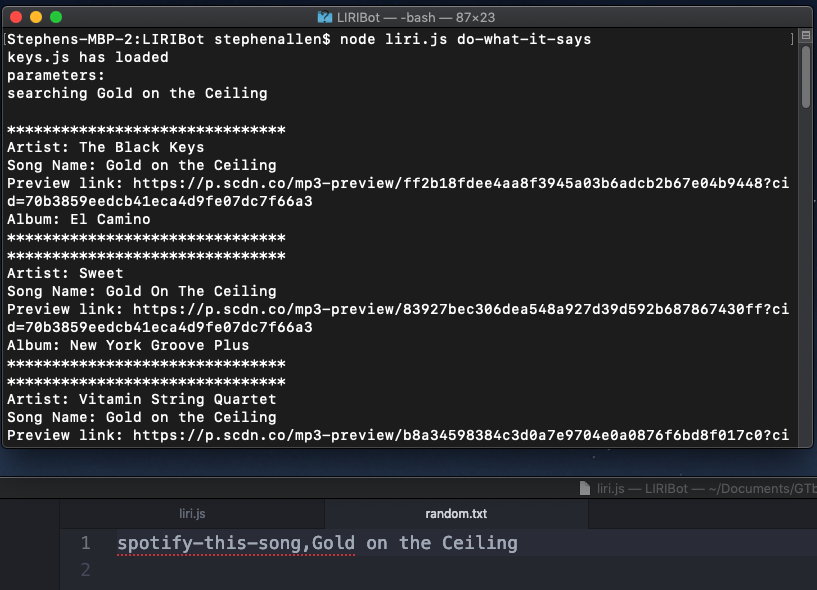 LIRIBot — -bash — 87×23
[Stephens-MBP-2:LIRIBot stephenallen$ node liri.js do-what-it-says ]
keys.js has loaded
parameters:
searching Gold on the Ceiling
*******************************
Artist: The Black Keys
Song Name: Gold on the Ceiling
Preview link: https://p.scdn.co/mp3-preview/ff2b18fdee4aa8f3945a03b6adcb2b67e04b9448?ci
d=70b3859eedcb41eca4d9fe07dc7f66a3
Album: El Camino
*******************************
*******************************
Artist: Sweet
Song Name: Gold On The Ceiling
Preview link: https://p.scdn.co/mp3-preview/83927bec306dea548a927d39d592b687867430ff?ci
d=70b3859eedcb41eca4d9fe07dc7f66a3
Album: New York Groove Plus
*******************************
*******************************
Artist: Vitamin String Quartet
Song Name: Gold on the Ceiling
Preview link: https://p.scdn.co/mp3-preview/b8a34598384c3d0a7e9704e0a0876f6bd8f017c0?ci
liri.js — LIRIBot — ~/Documents/GTb
liri.js random.txt
1 spotify-this-song,Gold on the Ceiling
2